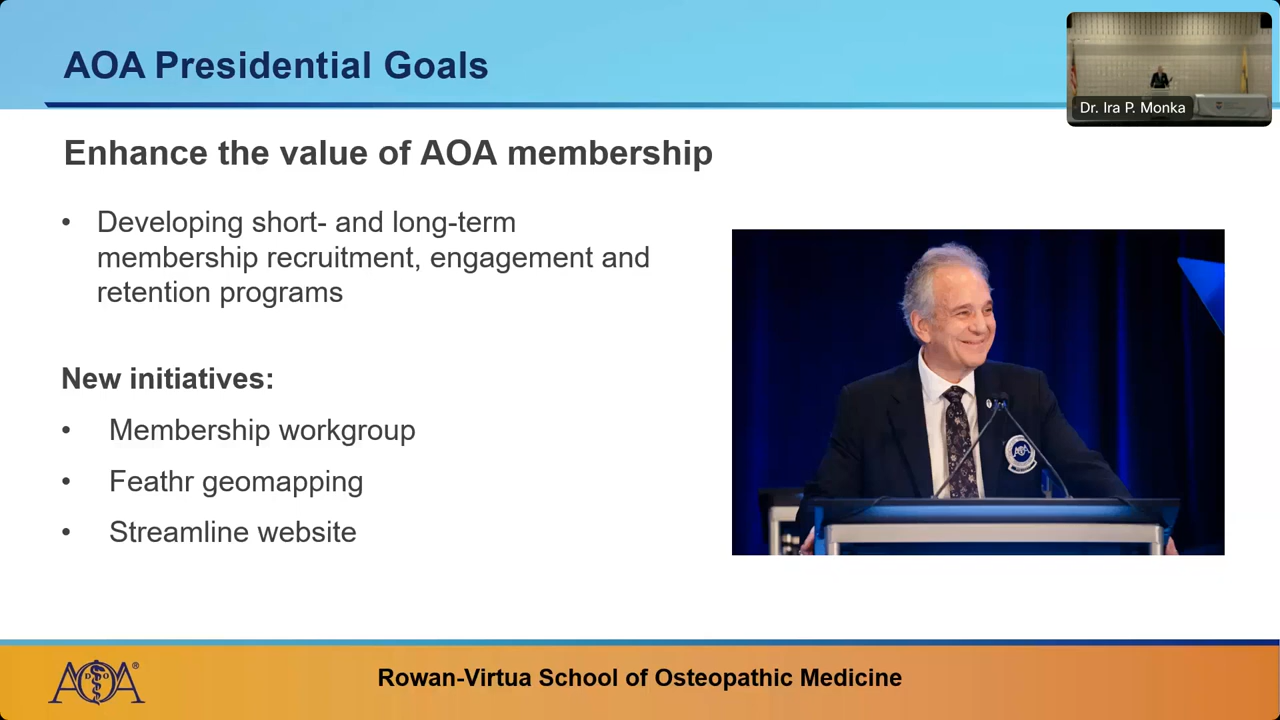 AOA Presidential Goals
Dr. Ira P. Monka
Enhance the value of AOA membership
• Developing short- and long-term
membership recruitment, engagement and
retention programs
New initiatives:
• Membership workgroup
• Feathr geomapping
• Streamline website
AOA
D O
AOA®
Rowan-Virtua School of Osteopathic Medicine